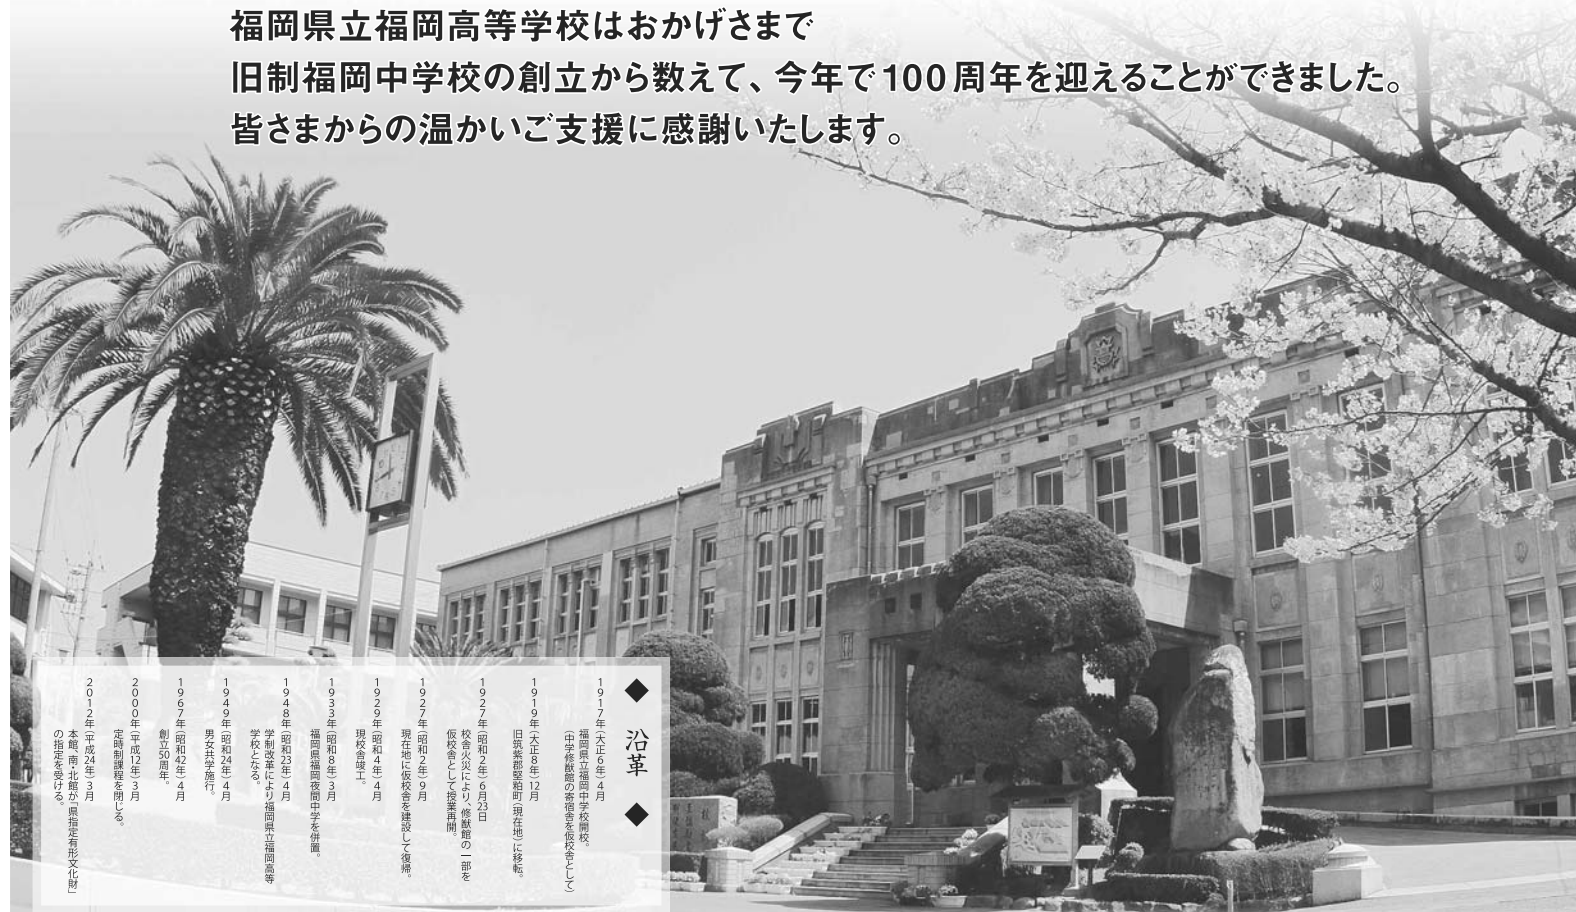 福岡県立福岡高等学校はおかげさまで
旧制福岡中学校の創立から数えて、今年で100周年を迎えることができました。
皆さまからの温かいご支援に感謝いたします。
◆ 沿革 ◆
1917年(大正6年)4月
福岡県立福岡中学校開校。
(中学修猷館の寄宿舎を仮校舎として)
1919年(大正8年)12月
旧筑紫郡堅粕町(現在地)に移転。
1927年(昭和2年)6月23日
校舎火災により、修猷館の一部を
仮校舎として授業再開。
1927年(昭和2年)9月
現在地に仮校舎を建設して復帰。
1929年(昭和4年)4月
現校舎竣工。
1933年(昭和8年)3月
福岡県福岡夜間中学を併置。
1948年(昭和23年)4月
学制改革により福岡県立福岡高等
学校となる。
1949年(昭和24年)4月
男女共学施行。
1967年(昭和42年)4月
創立50周年。
2000年(平成12年)3月
定時制課程を閉じる。
2012年(平成24年)3月
本館、南・北館が「県指定有形文化財」
の指定を受ける。